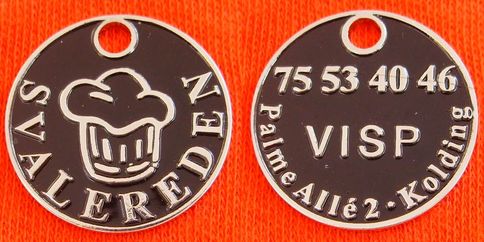 SVALEREDEN
75 53 40 46
VISP
Palme Allé 2 · Kolding